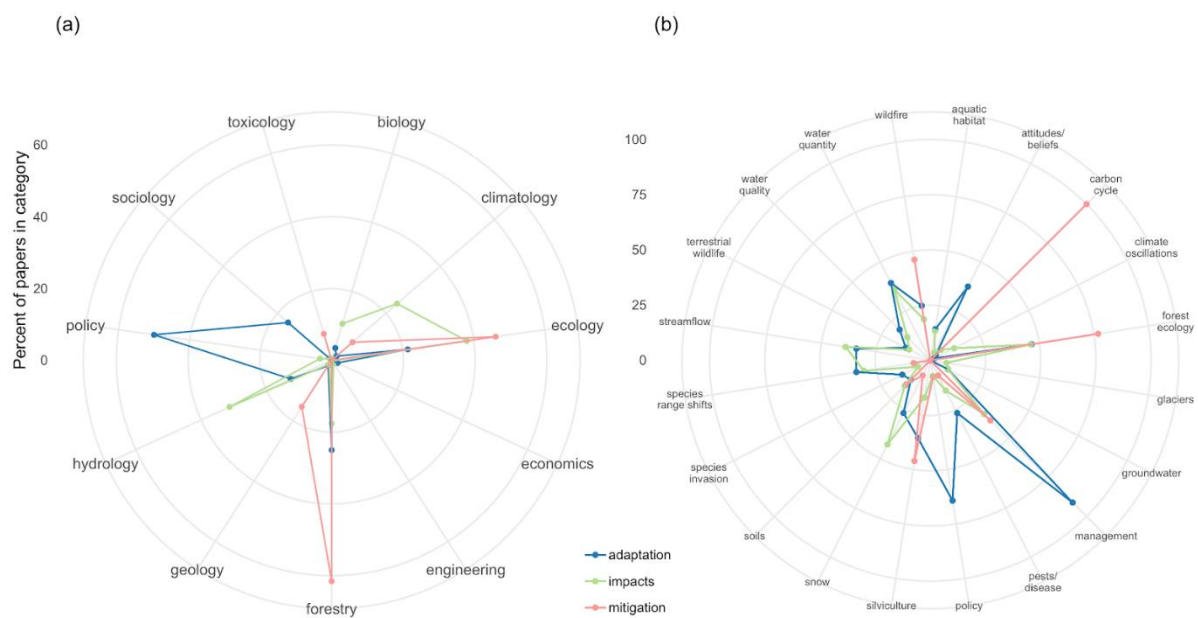 (a)
(b)
Percent of papers in category
60
40
20
0
toxicology
biology
sociology
climatology
policy
ecology
hydrology
economics
geology
engineering
forestry
adaptation
impacts
mitigation
100
75
50
25
0
wildfire
aquatic
habitat
water
quantity
attitudes/
beliefs
water
quality
carbon
cycle
terrestrial
wildlife
climate
oscillations
streamflow
forest
ecology
species
range shifts
glaciers
species
invasion
groundwater
soils
management
snow
pests/
disease
silviculture
policy